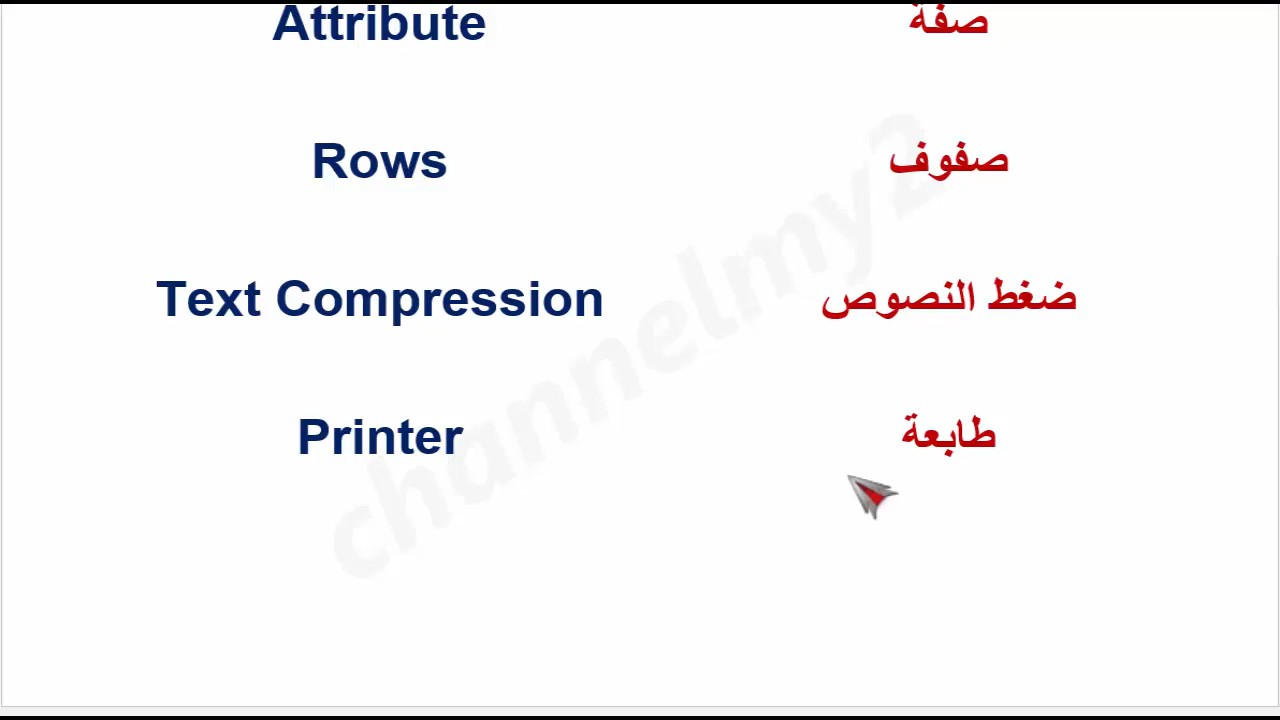 Attribute صفة
Rows صفوف
Text Compression ضغط النصوص
Printer طابعة
channelmy2